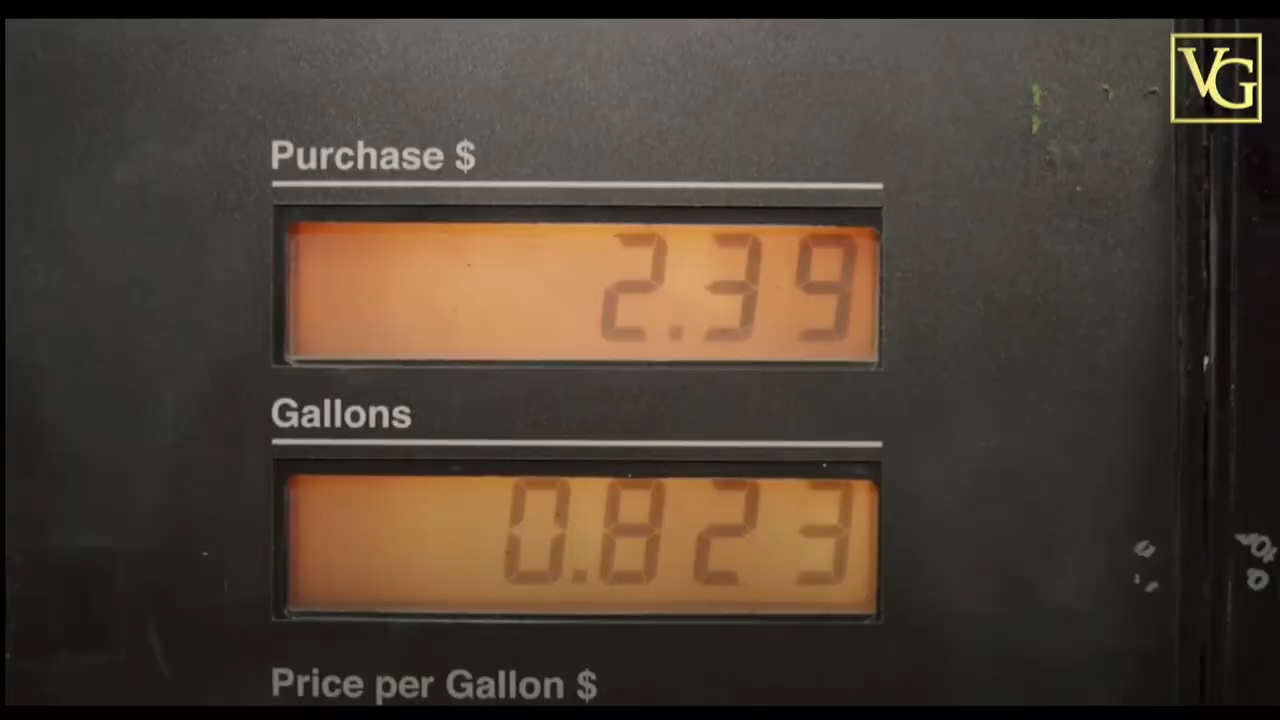 VG
Purchase $
2.39
Gallons
0.823
Price per Gallon $